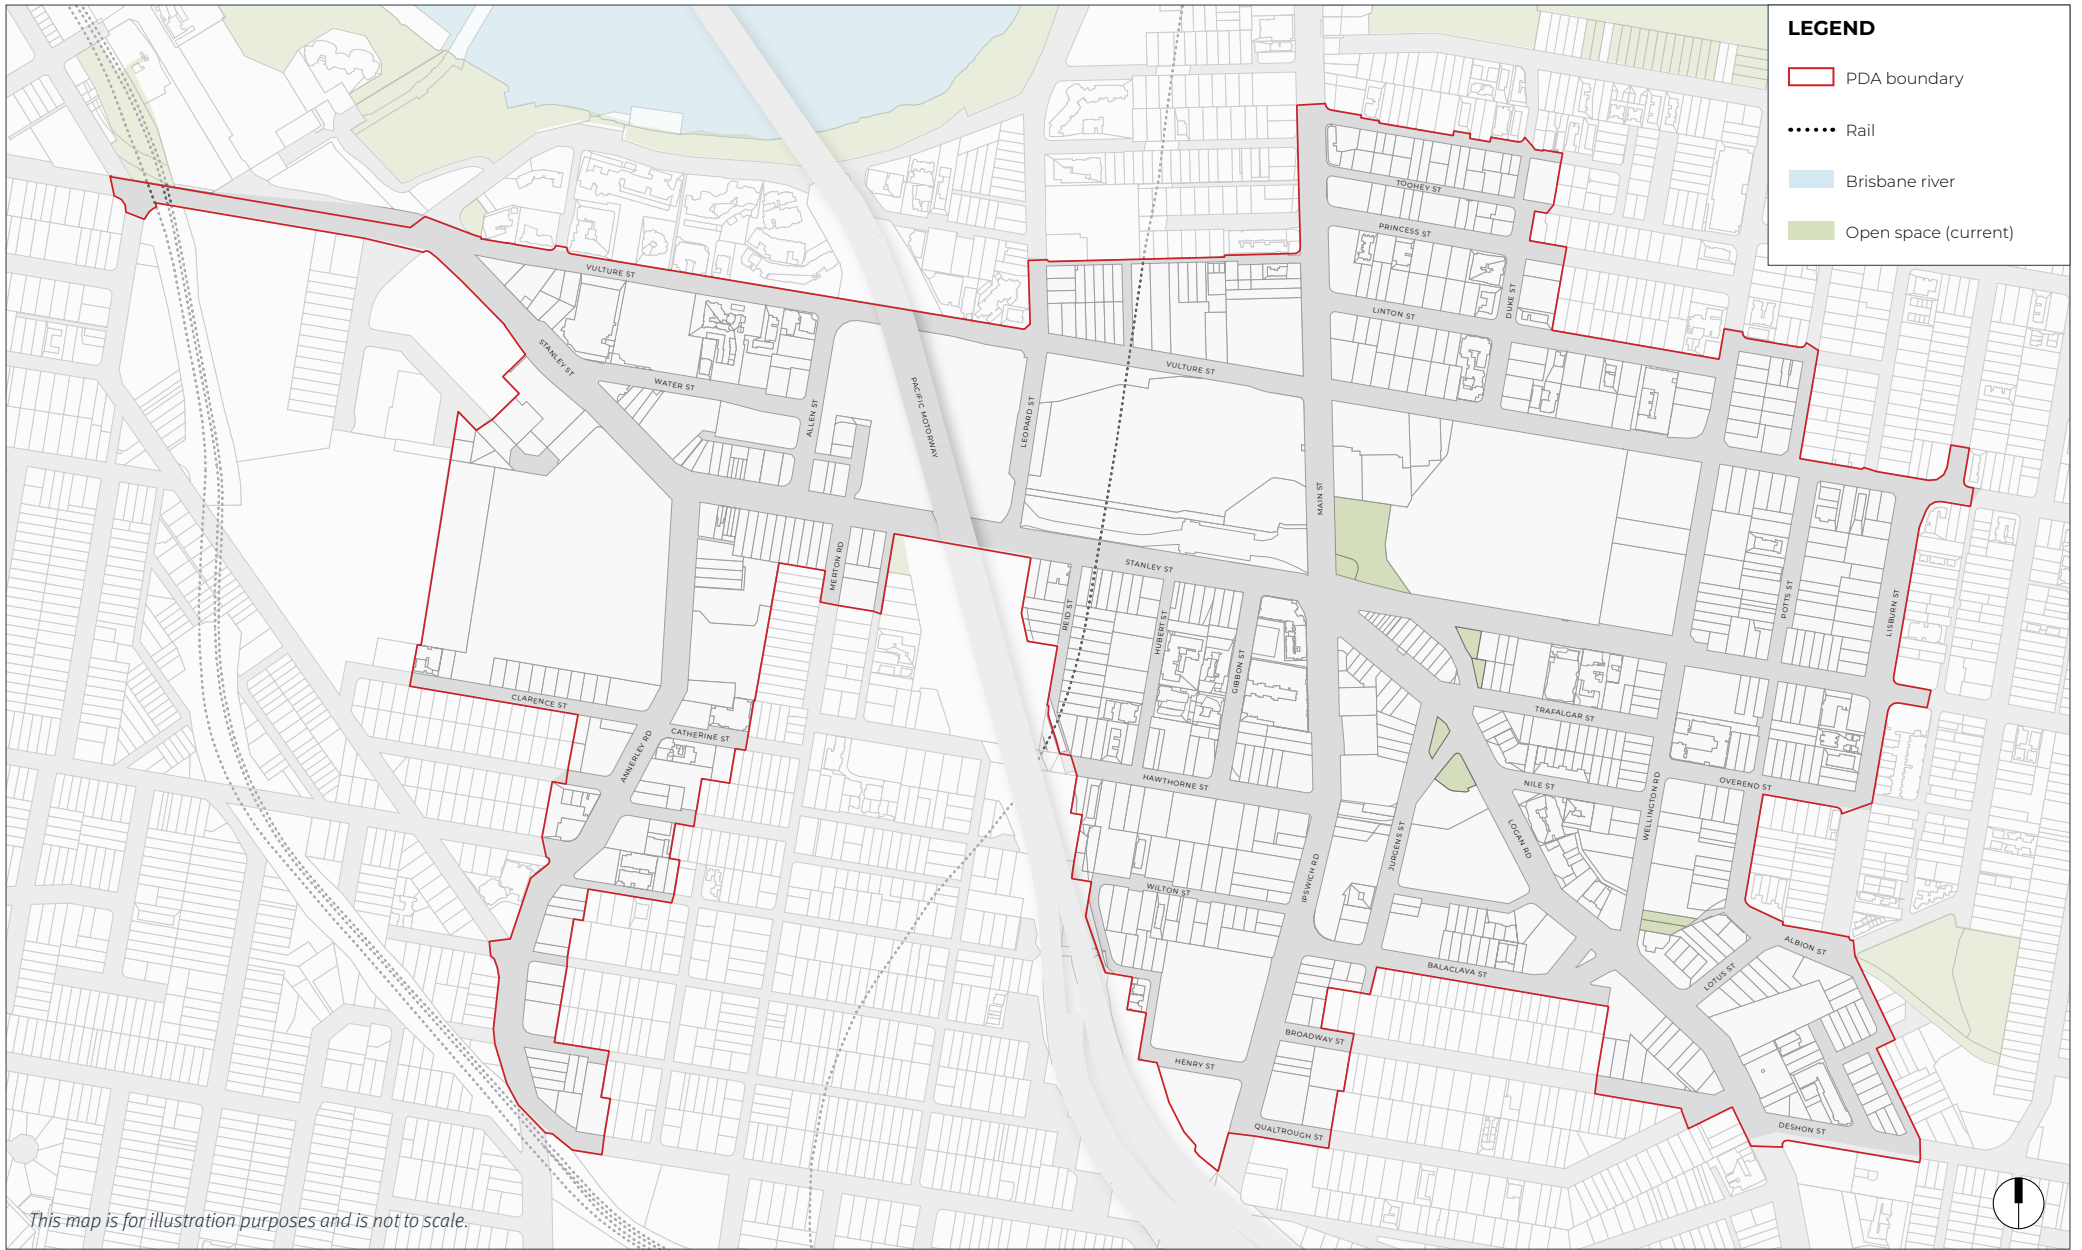 LEGEND
PDA boundary
Rail
Brisbane river
Open space (current)
TOOHEY ST
PRINCESS ST
DUKE ST
LINTON ST
VULTURE ST
STANLEY ST
WATER ST
ALLEN ST
PACIFIC MOTORWAY
LEOPARD ST
VULTURE ST
MAIN ST
MERTON RD
STANLEY ST
REID ST
HUBERT ST
GIBBON ST
POTTS ST
LISBURN ST
CLARENCE ST
CATHERINE ST
ANNERLEY RD
TRAFALGAR ST
HAWTHORNE ST
NILE ST
WELLINGTON RD
OVEREND ST
LOGAN RD
JURGENS ST
IPSWICH RD
WILTON ST
BALACLAVA ST
LOTUS ST
ALBION ST
BROADWAY ST
HENRY ST
QUALTROUGH ST
DESHON ST
This map is for illustration purposes and is not to scale.